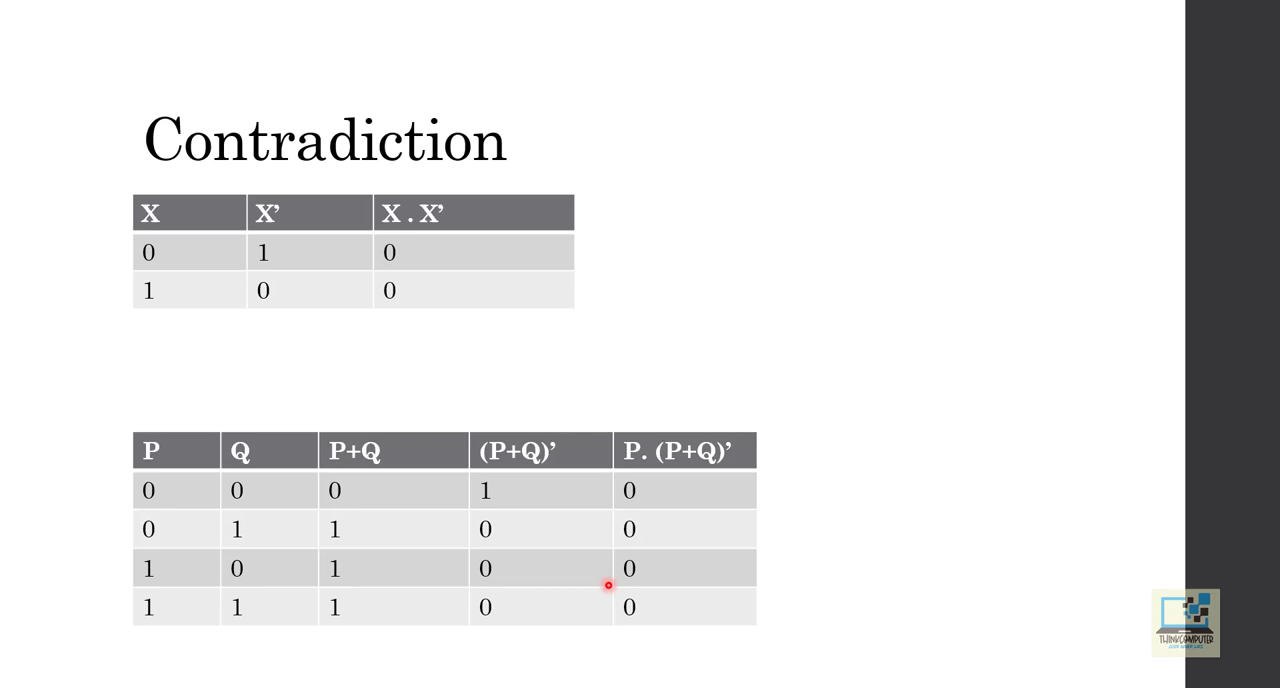 Contradiction
X X’ X . X’
0 1 0
1 0 0
P Q P+Q (P+Q)’ P. (P+Q)’
0 0 0 1 0
0 1 1 0 0
1 0 1 0 0
1 1 1 0 0
THINKCOMPUTER